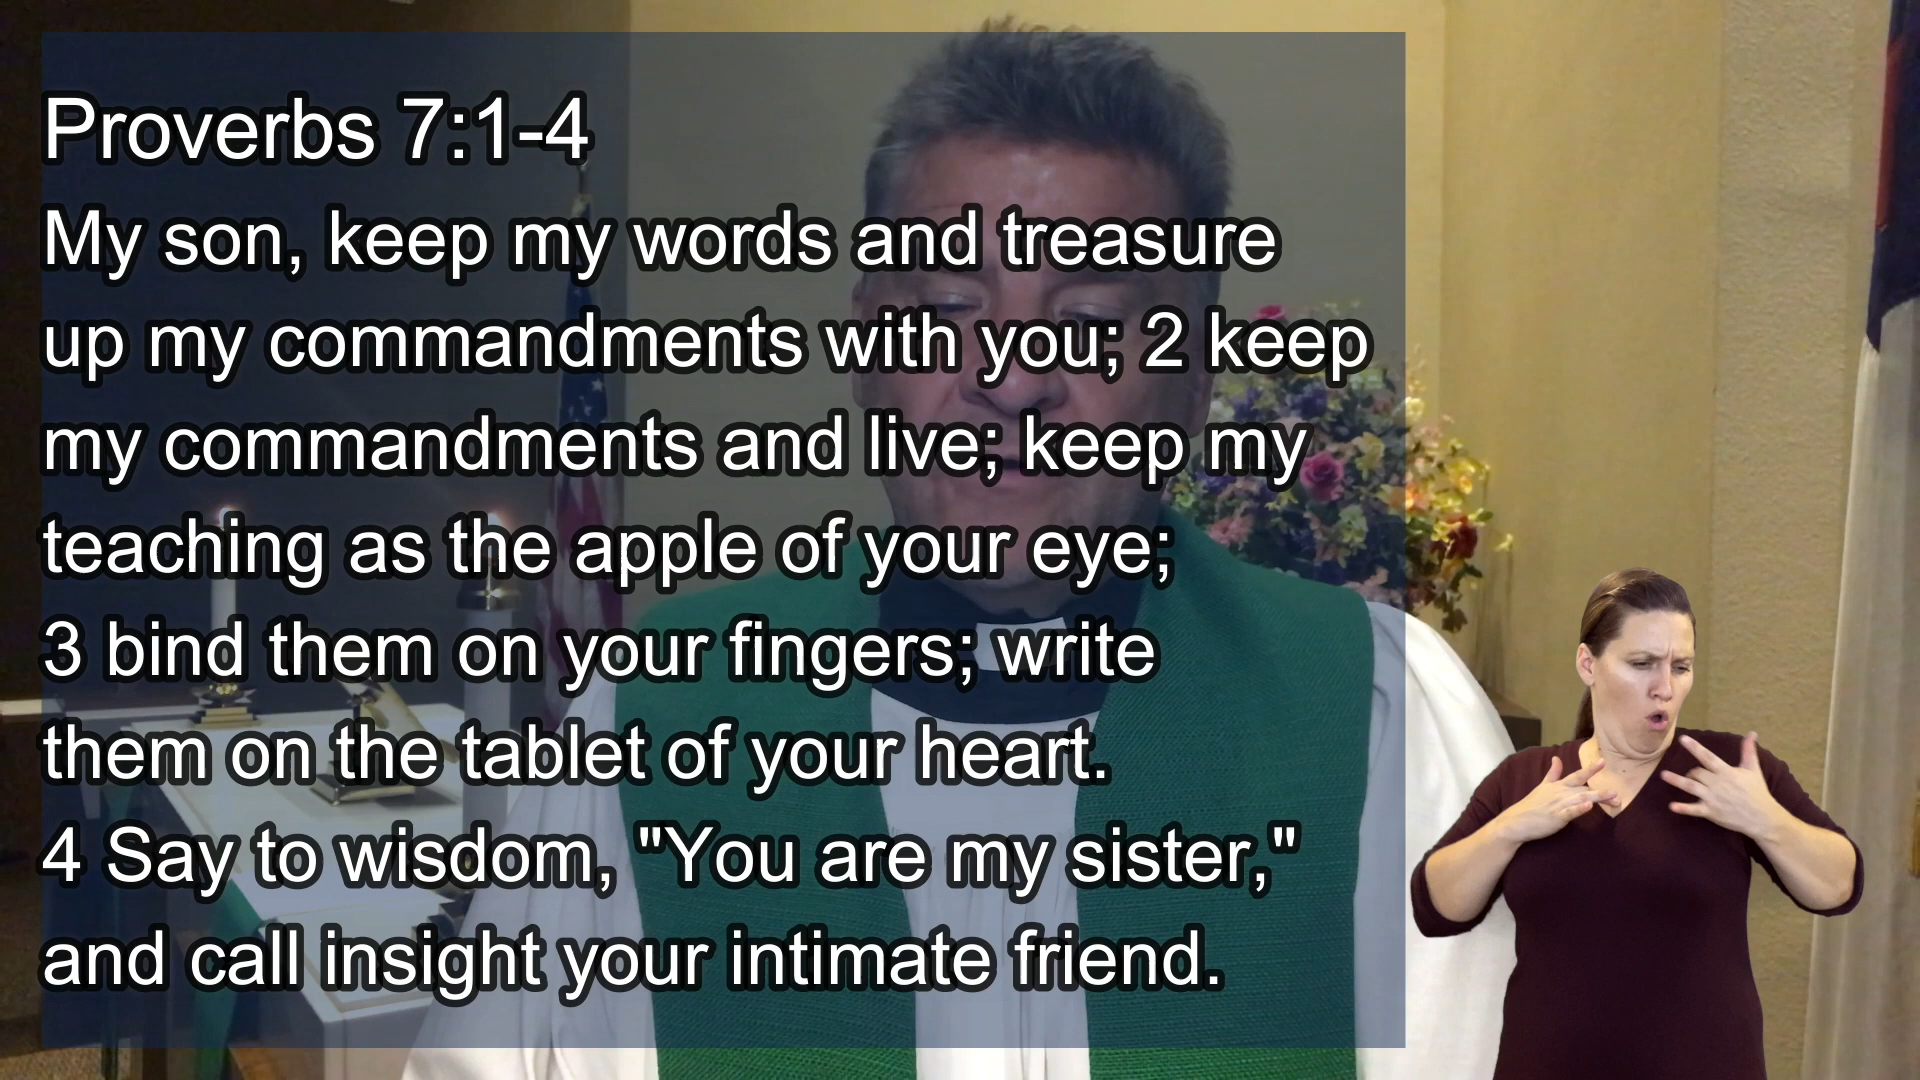 Proverbs 7:1-4
My son, keep my words and treasure
up my commandments with you; 2 keep
my commandments and live; keep my
teaching as the apple of your eye;
3 bind them on your fingers; write
them on the tablet of your heart.
4 Say to wisdom, "You are my sister,"
and call insight your intimate friend.